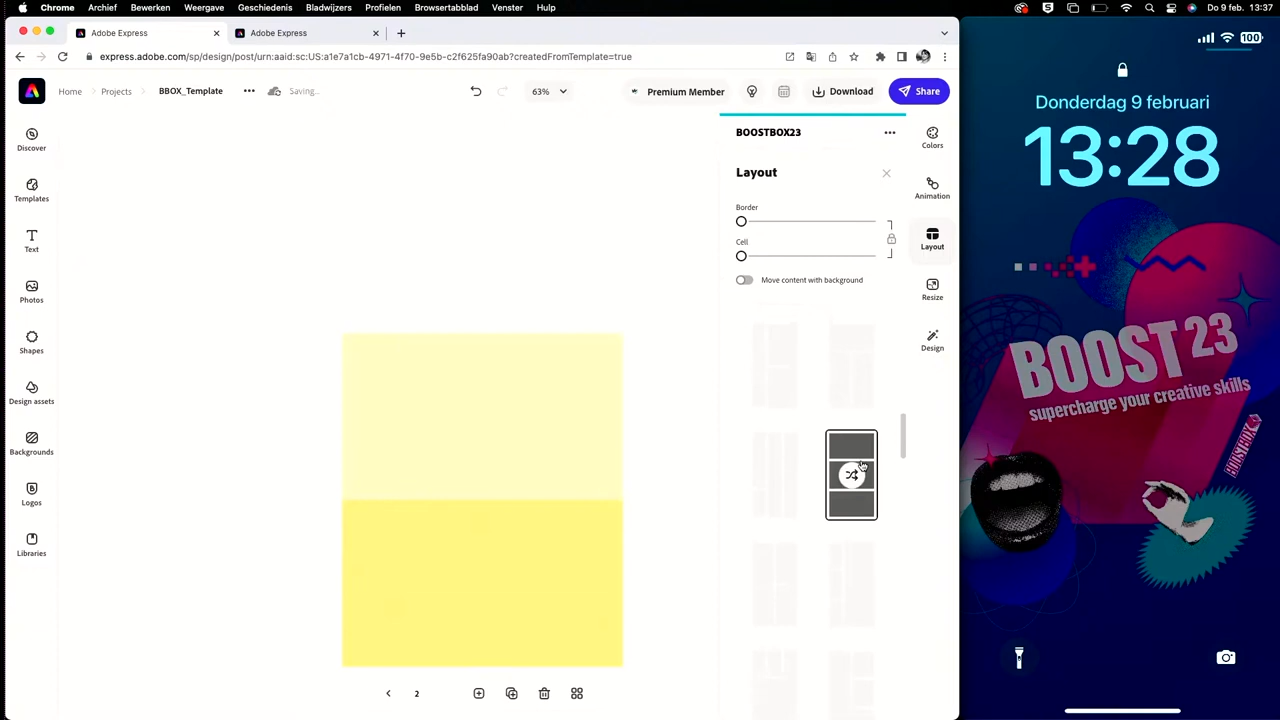 Chrome Archief Bewerken Weergave Geschiedenis Bladwijzers Profielen Browsertabblad Venster Help Do 9 feb. 13:37
Adobe Express
Adobe Express
express.adobe.com/sp/design/post/urn:aaid:sc:US:a1e7a1cb-4971-4f70-9e5b-c2f625fa90ab?createdFromTemplate=true
Home
Projects
BBOX_Template
Saving...
63%
Premium Member
Download
Share
Discover
Templates
Text
Photos
Shapes
Design assets
Backgrounds
Logos
Libraries
2
BOOSTBOX23
Layout
Border
Cell
Move content with background
Colors
Animation
Layout
Resize
Design
100
Donderdag 9 februari
13:28
BOOST 23
supercharge your creative skills
BOOSTBOX